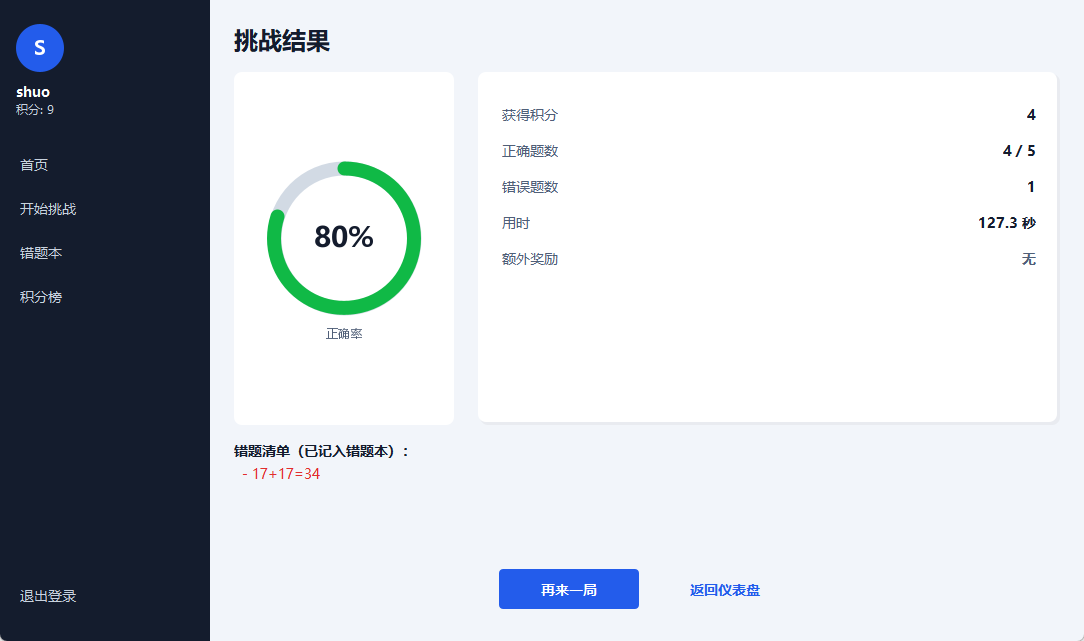 S
shuo
积分: 9
首页
开始挑战
错题本
积分榜
退出登录
挑战结果
80%
正确率
获得积分 4
正确题数 4 / 5
错误题数 1
用时 127.3 秒
额外奖励 无
错题清单（已记入错题本）:
- 17+17=34
再来一局
返回仪表盘